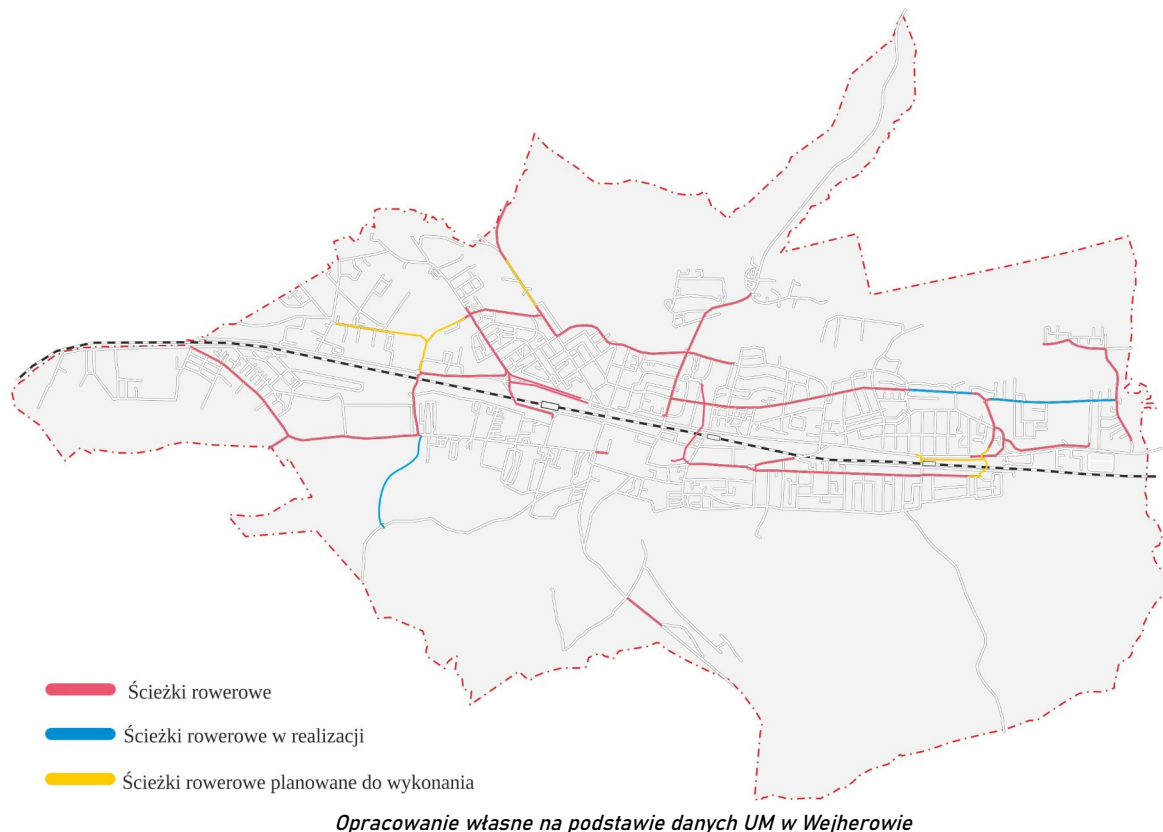 Ścieżki rowerowe
Ścieżki rowerowe w realizacji
Ścieżki rowerowe planowane do wykonania
Opracowanie własne na podstawie danych UM w Wejherowie